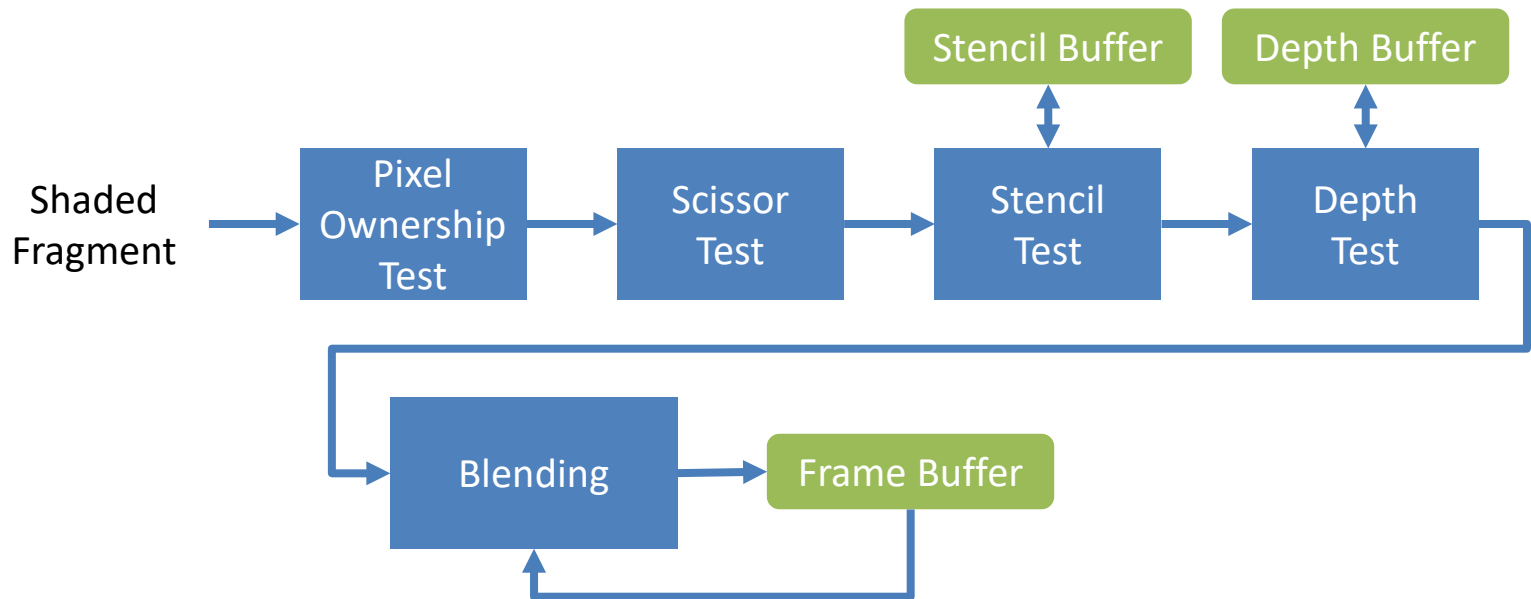 Stencil Buffer
Depth Buffer
Shaded
Fragment
Pixel
Ownership
Test
Scissor
Test
Stencil
Test
Depth
Test
Blending
Frame Buffer